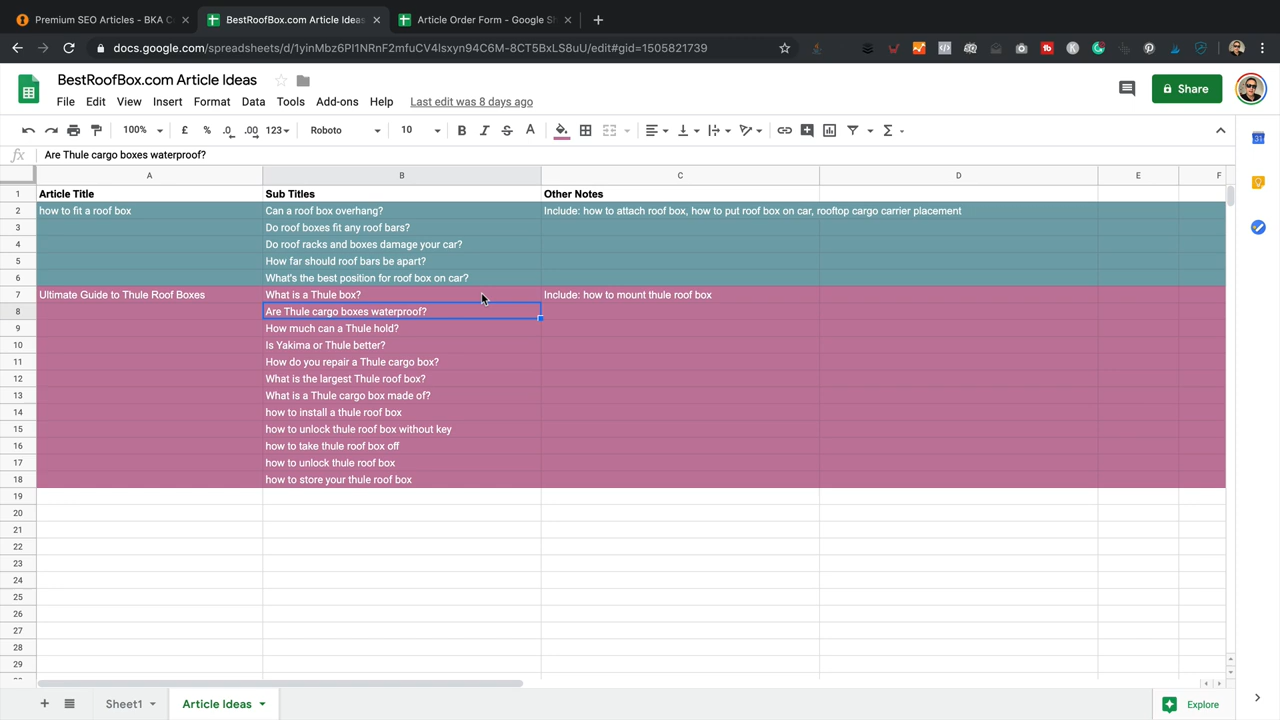 Premium SEO Articles - BKA C
BestRoofBox.com Article Ideas
Article Order Form - Google Sh
docs.google.com/spreadsheets/d/1yinMbz6Pl1NRnF2mfuCV4lsxyn94C6M-8CT5BxLS8uU/edit#gid=1505821739
BestRoofBox.com Article Ideas
File Edit View Insert Format Data Tools Add-ons Help Last edit was 8 days ago
Share
100% £ % .0 .00 123 Roboto 10
fx Are Thule cargo boxes waterproof?
A B C D E F
1 Article Title Sub Titles Other Notes
2 how to fit a roof box Can a roof box overhang? Include: how to attach roof box, how to put roof box on car, rooftop cargo carrier placement
3 Do roof boxes fit any roof bars?
4 Do roof racks and boxes damage your car?
5 How far should roof bars be apart?
6 What's the best position for roof box on car?
7 Ultimate Guide to Thule Roof Boxes What is a Thule box? Include: how to mount thule roof box
8 Are Thule cargo boxes waterproof?
9 How much can a Thule hold?
10 Is Yakima or Thule better?
11 How do you repair a Thule cargo box?
12 What is the largest Thule roof box?
13 What is a Thule cargo box made of?
14 how to install a thule roof box
15 how to unlock thule roof box without key
16 how to take thule roof box off
17 how to unlock thule roof box
18 how to store your thule roof box
19
20
21
22
23
24
25
26
27
28
29
Sheet1 Article Ideas Explore